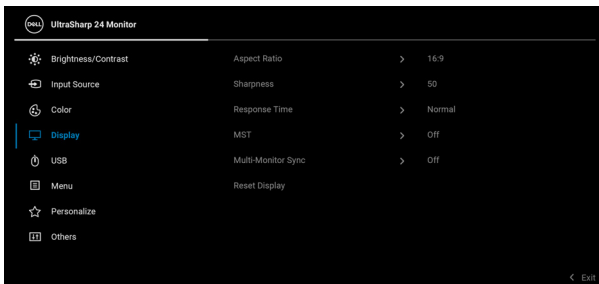 DELL UltraSharp 24 Monitor
Brightness/Contrast Aspect Ratio > 16:9
Input Source Sharpness > 50
Color Response Time > Normal
Display MST > Off
USB Multi-Monitor Sync > Off
Menu Reset Display
Personalize
Others
< Exit